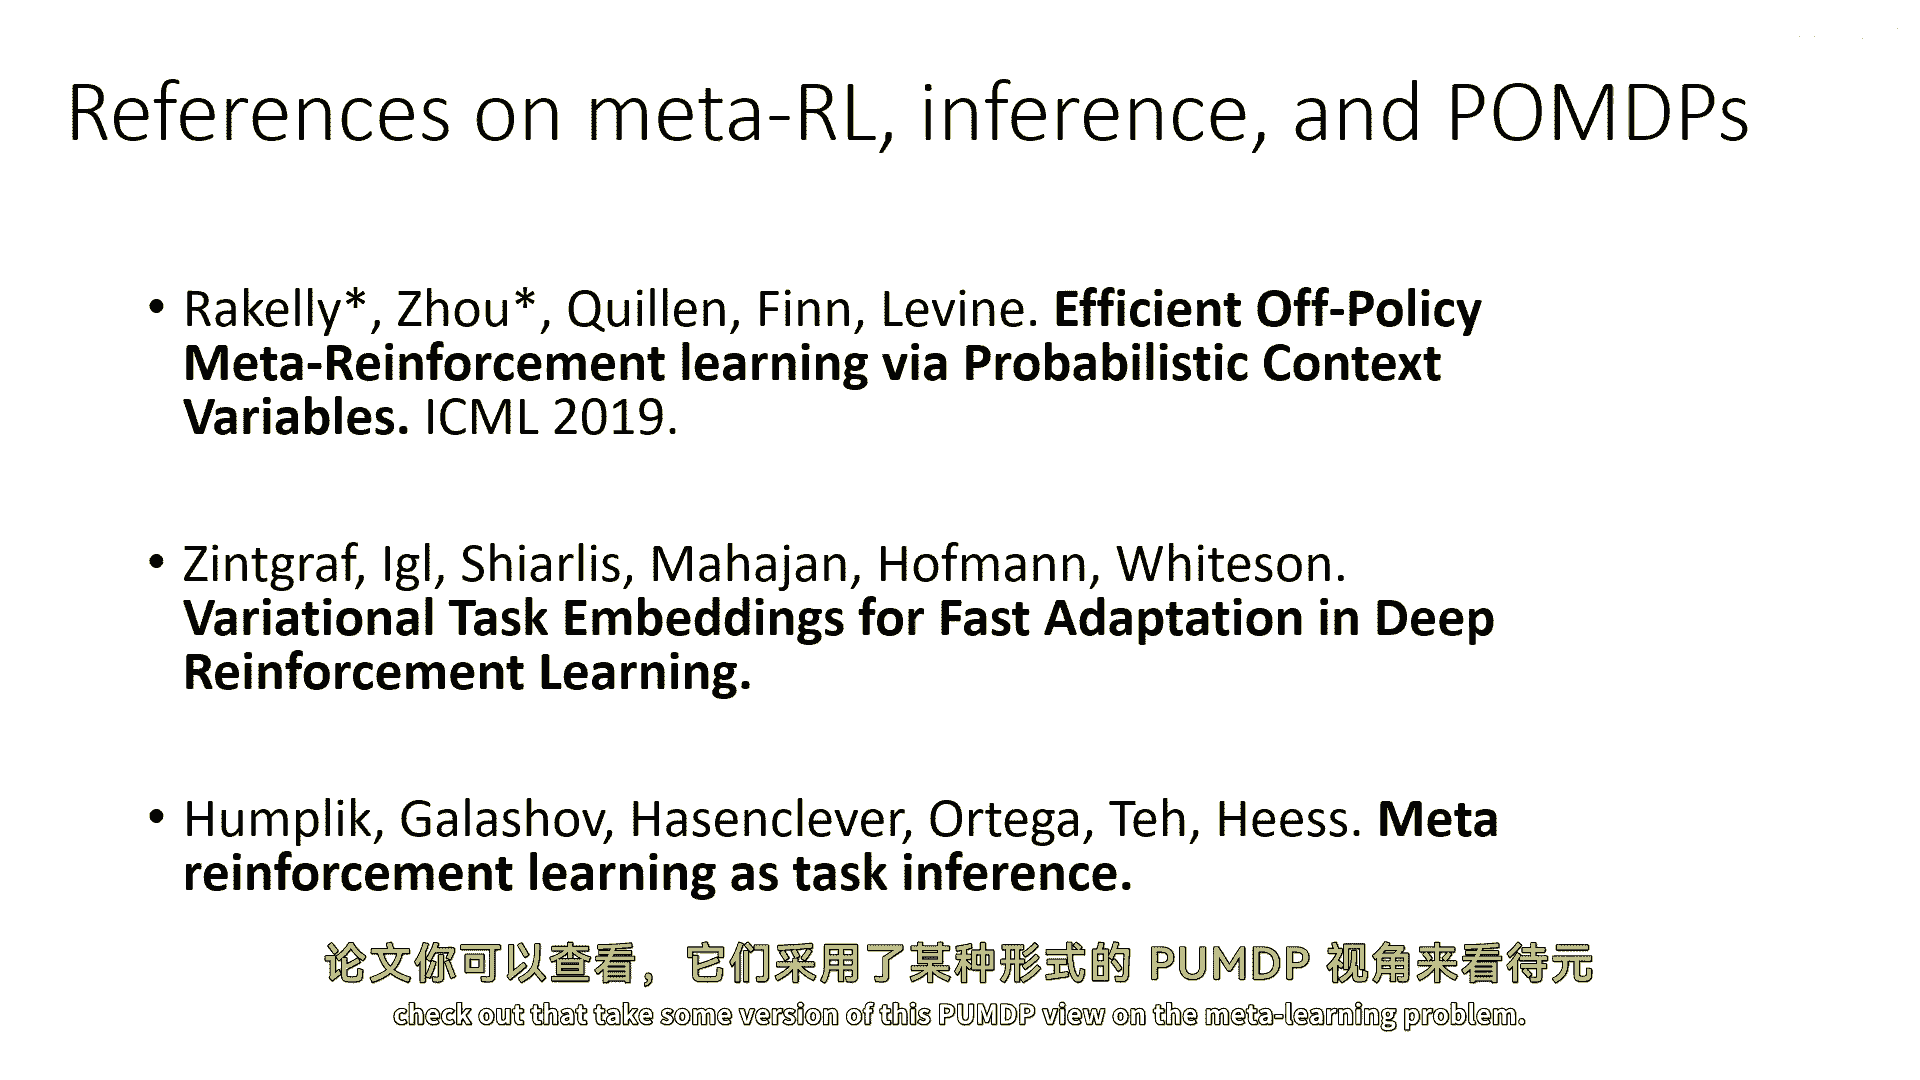 References on meta-RL, inference, and POMDPs
• Rakelly*, Zhou*, Quillen, Finn, Levine. Efficient Off-Policy
Meta-Reinforcement learning via Probabilistic Context
Variables. ICML 2019.
• Zintgraf, Igl, Shiarlis, Mahajan, Hofmann, Whiteson.
Variational Task Embeddings for Fast Adaptation in Deep
Reinforcement Learning.
• Humplik, Galashov, Hasenclever, Ortega, Teh, Heess. Meta
reinforcement learning as task inference.
论文你可以查看，它们采用了某种形式的 PUMDP 视角来看待元
check out that take some version of this PUMDP view on the meta-learning problem.